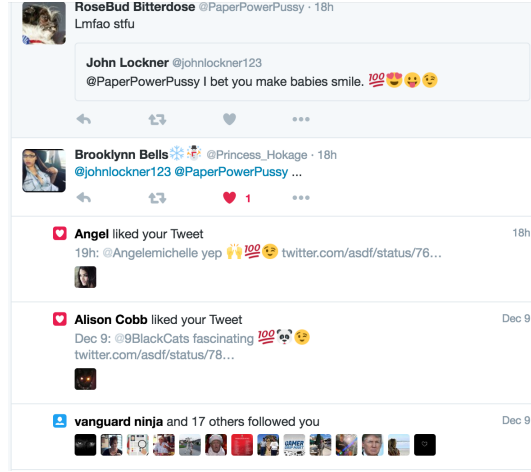 RoseBud Bitterdose @PaperPowerPussy · 18h
Lmfao stfu
John Lockner @johnlockner123
@PaperPowerPussy I bet you make babies smile. 💯😍😛😉
Brooklynn Bells❄️⛄ @Princess_Hokage · 18h
@johnlockner123 @PaperPowerPussy ...
1
Angel liked your Tweet 18h
19h: @Angelemichelle yep 🙌💯😉 twitter.com/asdf/status/76…
Alison Cobb liked your Tweet Dec 9
Dec 9: @9BlackCats fascinating 💯🐼😉
twitter.com/asdf/status/78…
vanguard ninja and 17 others followed you Dec 9
GAMER